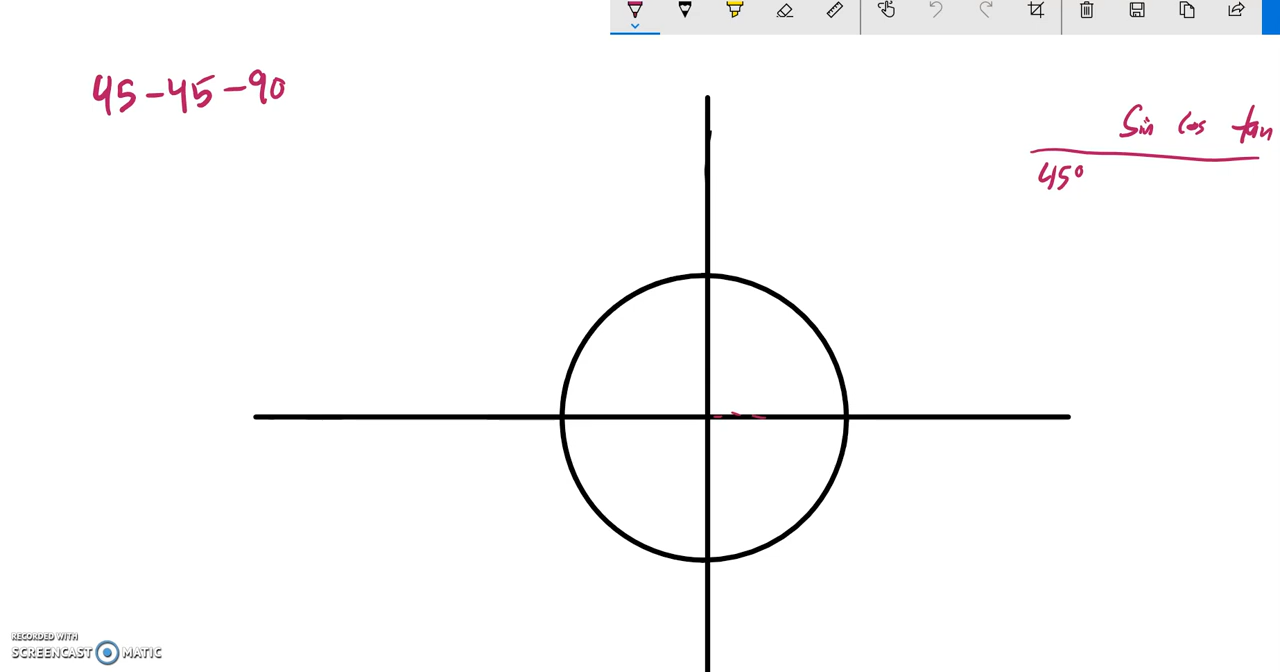 45-45-90
Sin cos tan
45°
RECORDED WITH
SCREENCAST MATIC